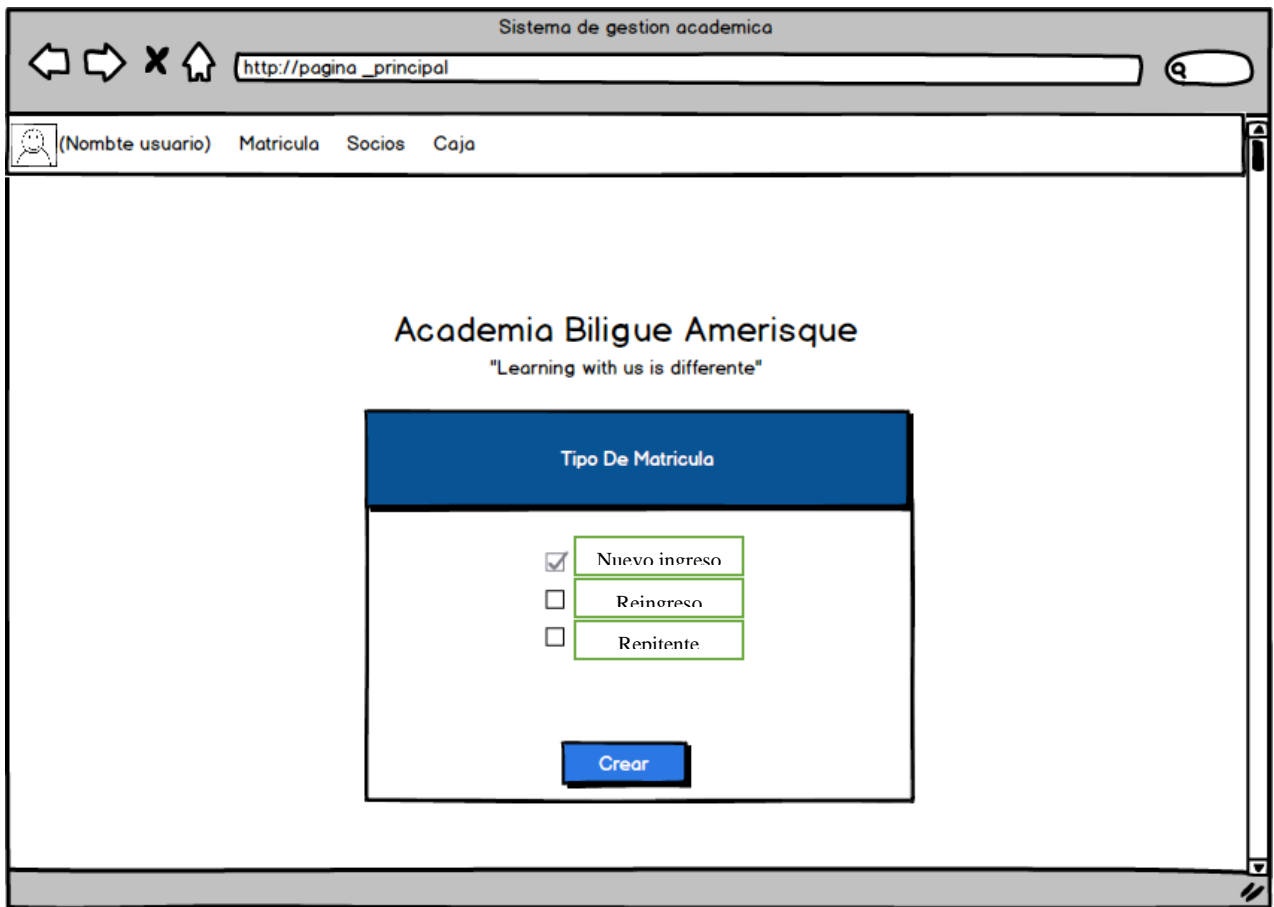 Sistema de gestion academica
http://pagina _principal
(Nombte usuario) Matricula Socios Caja
Academia Biligue Amerisque
"Learning with us is differente"
Tipo De Matricula
Nuevo ingreso
Reingreso
Repitente
Crear